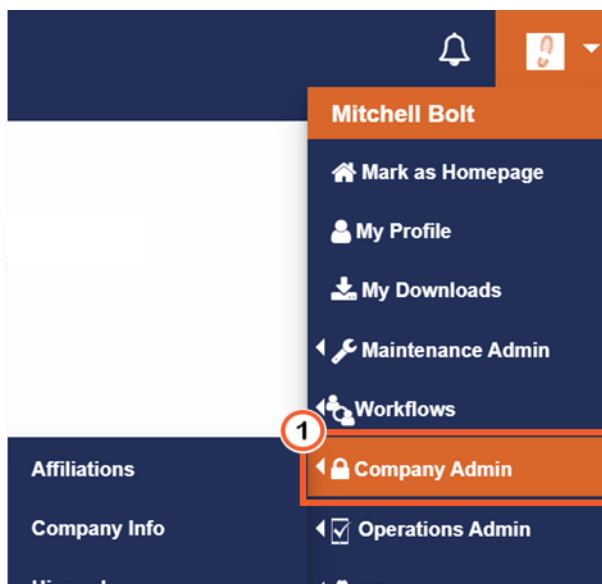 Mitchell Bolt
Mark as Homepage
My Profile
My Downloads
Maintenance Admin
Workflows
1
Company Admin
Affiliations
Operations Admin
Company Info